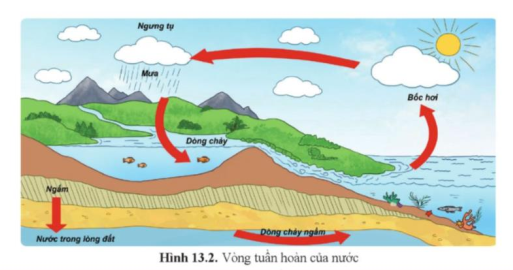 Ngưng tụ
Mưa
Bốc hơi
Dòng chảy
Ngấm
Nước trong lòng đất
Dòng chảy ngầm
Hình 13.2. Vòng tuần hoàn của nước